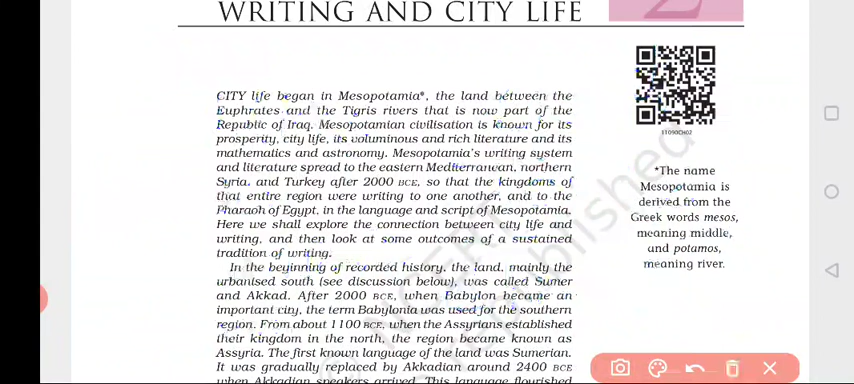 WRITING AND CITY LIFE
2
CITY life began in Mesopotamia*, the land between the
Euphrates and the Tigris rivers that is now part of the
Republic of Iraq. Mesopotamian civilisation is known for its
prosperity, city life, its voluminous and rich literature and its
mathematics and astronomy. Mesopotamia's writing system
and literature spread to the eastern Mediterranean, northern
Syria, and Turkey after 2000 BCE, so that the kingdoms of
that entire region were writing to one another, and to the
Pharaoh of Egypt, in the language and script of Mesopotamia.
Here we shall explore the connection between city life and
writing, and then look at some outcomes of a sustained
tradition of writing.
In the beginning of recorded history, the land, mainly the
urbanised south (see discussion below), was called Sumer
and Akkad. After 2000 BCE, when Babylon became an
important city, the term Babylonia was used for the southern
region. From about 1100 BCE, when the Assyrians established
their kingdom in the north, the region became known as
Assyria. The first known language of the land was Sumerian.
It was gradually replaced by Akkadian around 2400 BCE
when Akkadian speakers arrived. This language flourished
11090CH02
*The name
Mesopotamia is
derived from the
Greek words mesos,
meaning middle,
and potamos,
meaning river.
© NCERT
republished